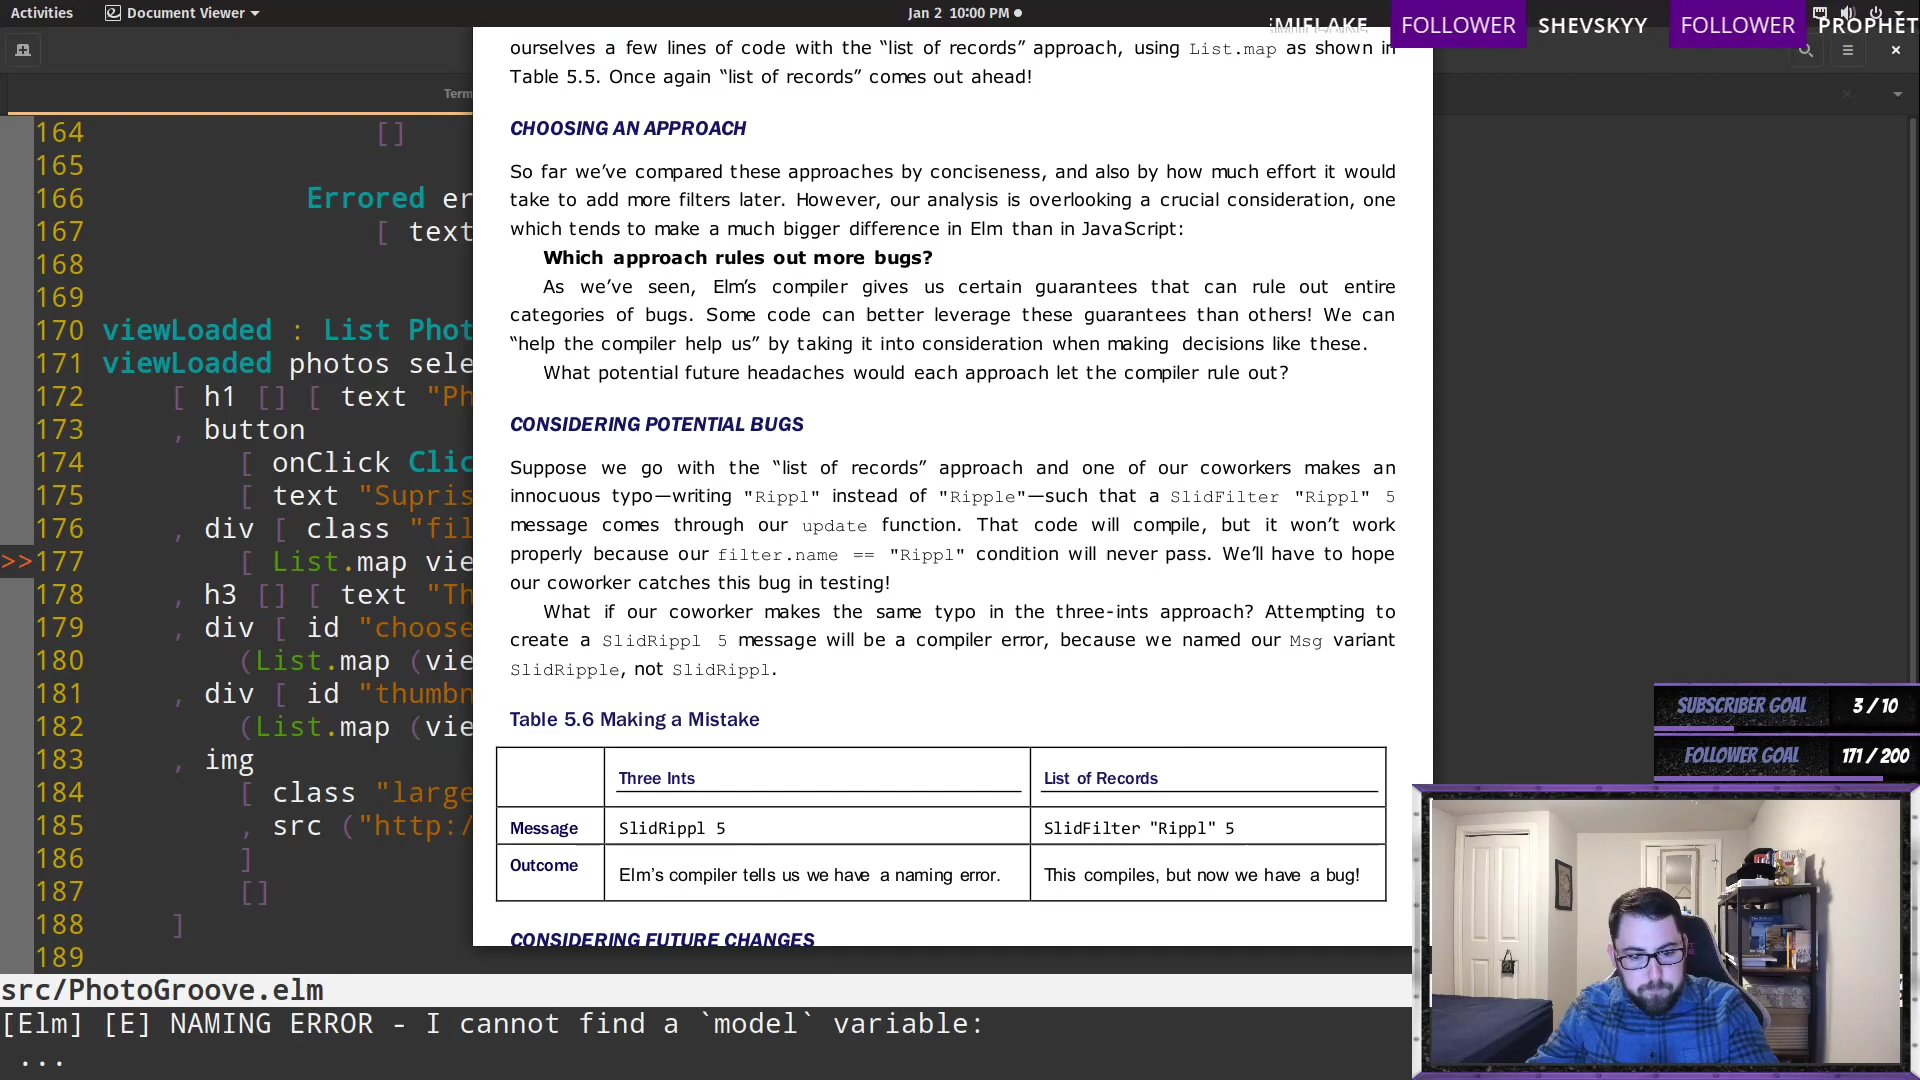 Activities
Document Viewer
Jan 2 10:00 PM
FOLLOWER SHEVSKYY FOLLOWER PROPHET
Term
ourselves a few lines of code with the “list of records” approach, using List.map as shown in
Table 5.5. Once again “list of records” comes out ahead!
CHOOSING AN APPROACH
So far we’ve compared these approaches by conciseness, and also by how much effort it would
take to add more filters later. However, our analysis is overlooking a crucial consideration, one
which tends to make a much bigger difference in Elm than in JavaScript:
Which approach rules out more bugs?
As we’ve seen, Elm’s compiler gives us certain guarantees that can rule out entire
categories of bugs. Some code can better leverage these guarantees than others! We can
“help the compiler help us” by taking it into consideration when making decisions like these.
What potential future headaches would each approach let the compiler rule out?
CONSIDERING POTENTIAL BUGS
Suppose we go with the “list of records” approach and one of our coworkers makes an
innocuous typo—writing "Rippl" instead of "Ripple"—such that a SlidFilter "Rippl" 5
message comes through our update function. That code will compile, but it won’t work
properly because our filter.name == "Rippl" condition will never pass. We’ll have to hope
our coworker catches this bug in testing!
What if our coworker makes the same typo in the three-ints approach? Attempting to
create a SlidRippl 5 message will be a compiler error, because we named our Msg variant
SlidRipple, not SlidRippl.
Table 5.6 Making a Mistake
Three Ints List of Records
Message SlidRippl 5 SlidFilter "Rippl" 5
Outcome Elm’s compiler tells us we have a naming error. This compiles, but now we have a bug!
CONSIDERING FUTURE CHANGES
164 []
165
166 Errored er
167 [ text
168
169
170 viewLoaded : List Phot
171 viewLoaded photos sele
172 [ h1 [] [ text "Ph
173 , button
174 [ onClick Clic
175 [ text "Supris
176 , div [ class "fil
>>177 [ List.map vie
178 , h3 [] [ text "Th
179 , div [ id "choose
180 (List.map (vie
181 , div [ id "thumbn
182 (List.map (vie
183 , img
184 [ class "large
185 , src ("http:/
186 ]
187 []
188 ]
189
src/PhotoGroove.elm
[Elm] [E] NAMING ERROR - I cannot find a `model` variable:
...
SUBSCRIBER GOAL 3 / 10
FOLLOWER GOAL 171 / 200